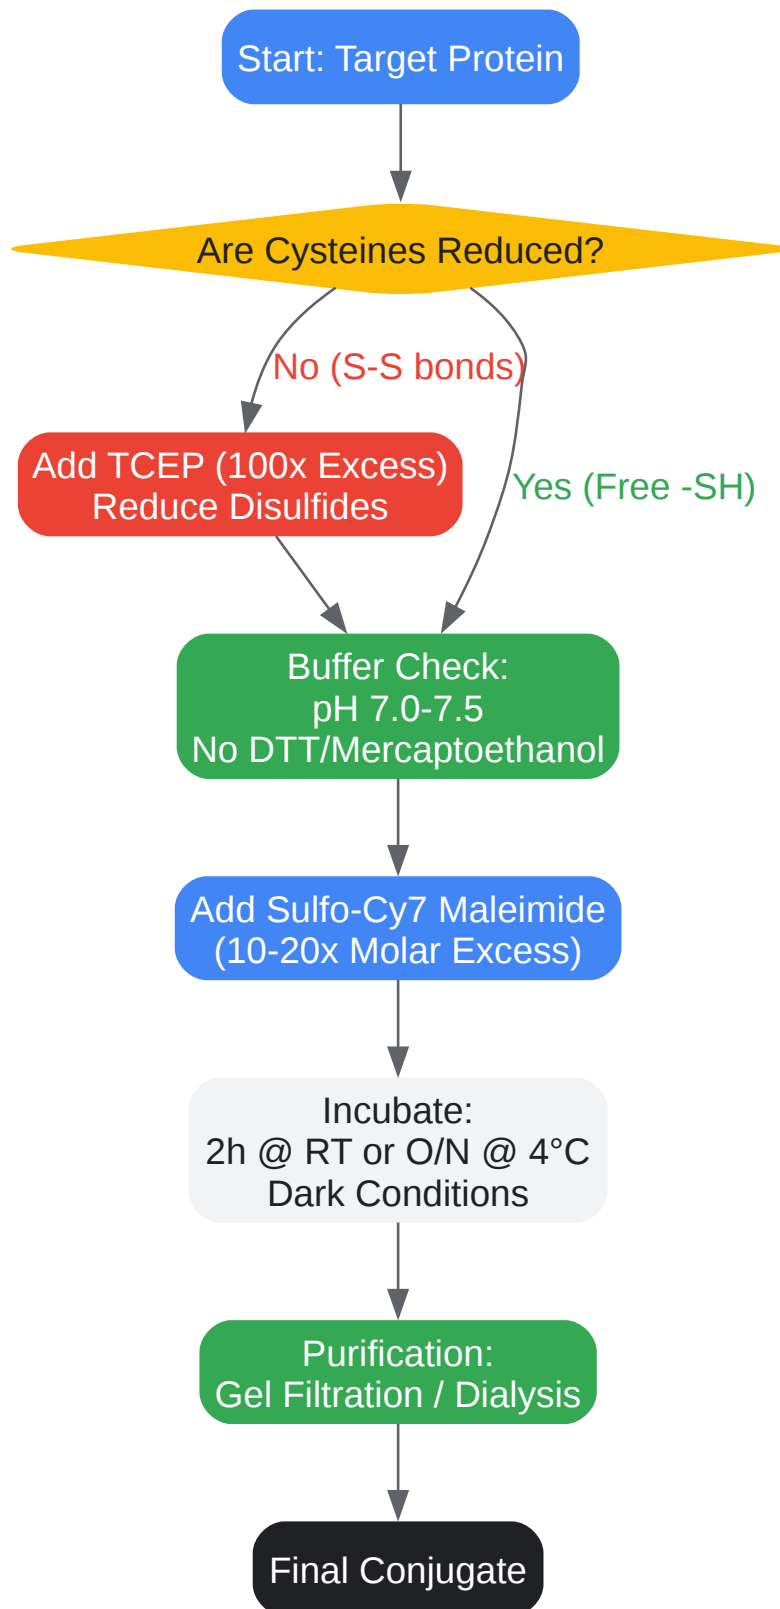 Start: Target Protein
Are Cysteines Reduced?
No (S-S bonds)
Add TCEP (100x Excess)
Reduce Disulfides
Yes (Free -SH)
Buffer Check:
pH 7.0-7.5
No DTT/Mercaptoethanol
Add Sulfo-Cy7 Maleimide
(10-20x Molar Excess)
Incubate:
2h @ RT or O/N @ 4°C
Dark Conditions
Purification:
Gel Filtration / Dialysis
Final Conjugate